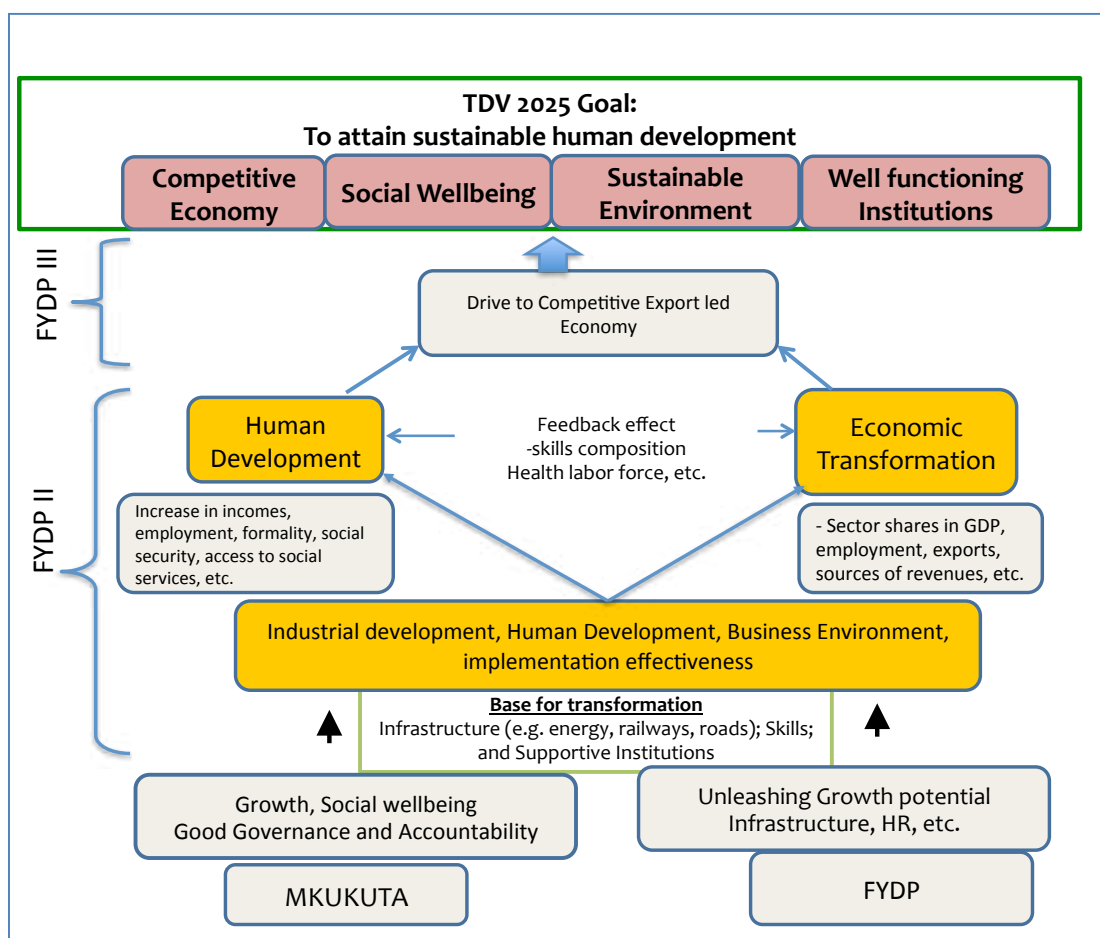 TDV 2025 Goal:
To attain sustainable human development
Competitive
Economy
Social Wellbeing
Sustainable
Environment
Well functioning
Institutions
FYDP III
Drive to Competitive Export led
Economy
FYDP II
Human
Development
Feedback effect
-skills composition
Health labor force, etc.
Economic
Transformation
Increase in incomes,
employment, formality, social
security, access to social
services, etc.
- Sector shares in GDP,
employment, exports,
sources of revenues, etc.
Industrial development, Human Development, Business Environment,
implementation effectiveness
Base for transformation
Infrastructure (e.g. energy, railways, roads); Skills;
and Supportive Institutions
Growth, Social wellbeing
Good Governance and Accountability
Unleashing Growth potential
Infrastructure, HR, etc.
MKUKUTA
FYDP